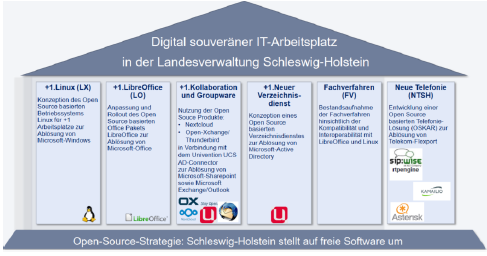 Digital souveräner IT-Arbeitsplatz
in der Landesverwaltung Schleswig-Holstein
+1.Linux (LX)
Konzeption des Open
Source basierten
Betriebssystems
Linux für +1
Arbeitsplätze zur
Ablösung von
Microsoft-Windows
+1.LibreOffice
(LO)
Anpassung und
Rollout des Open
Source basierten
Office Pakets
LibreOffice zur
Ablösung von
Microsoft-Office
LibreOffice
+1.Kollaboration
und Groupware
Nutzung der Open
Souce Produkte:
• Nextcloud
• Open-Xchange/
Thunderbird
in Verbindung mit
dem Univention UCS
AD-Connector
zur Ablösung von
Microsoft-Sharepoint
sowie Microsoft
Exchange/Outlook
OX
+1.Neuer
Verzeichnis-
dienst
Konzeption eines
Open Source
basierten
Verzeichnisdienstes
zur Ablösung von
Microsoft-Active
Directory
Fachverfahren
(FV)
Bestandsaufnahme
der Fachverfahren
hinsichtlich der
Kompatibilität und
Interoperabilität mit
LibreOffice und Linux
Neue Telefonie
(NTSH)
Entwicklung einer
Open Source
basierten Telefonie-
Lösung (OSKAR) zur
Ablösung von
Telekom-Flexport
sip:wise
rtpengine
KAMAILIO
Asterisk
Open-Source-Strategie: Schleswig-Holstein stellt auf freie Software um